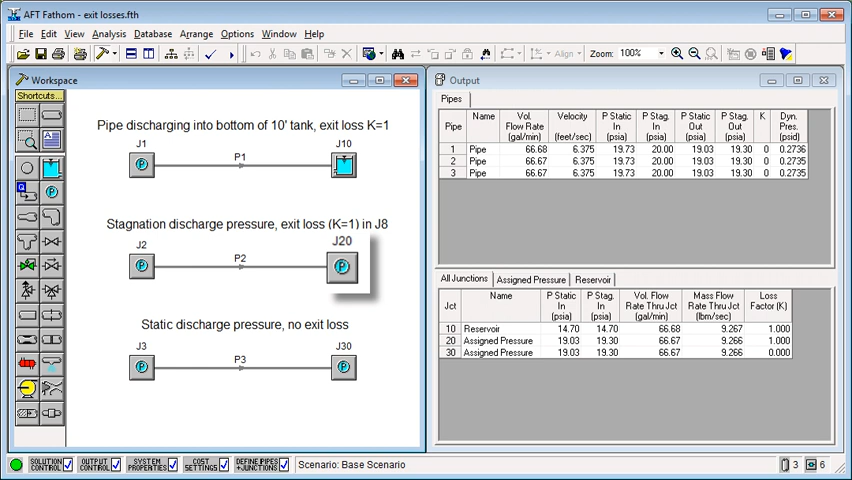 AFT Fathom - exit losses.fth
File Edit View Analysis Database Arrange Options Window Help
Align
Zoom: 100%
Workspace
Shortcuts...
Pipe discharging into bottom of 10' tank, exit loss K=1
J1 J10
P1
Stagnation discharge pressure, exit loss (K=1) in J8
J2 J20
P2
Static discharge pressure, no exit loss
J3 J30
P3
Output
Pipes
Pipe Name Vol. Flow Rate (gal/min) Velocity (feet/sec) P Static In (psia) P Stag. In (psia) P Static Out (psia) P Stag. Out (psia) K Dyn. Pres. (psid)
1 Pipe 66.68 6.375 19.73 20.00 19.03 19.30 0 0.2736
2 Pipe 66.67 6.375 19.73 20.00 19.03 19.30 0 0.2735
3 Pipe 66.67 6.375 19.73 20.00 19.03 19.30 0 0.2735
All Junctions Assigned Pressure Reservoir
Jct Name P Static In (psia) P Stag. In (psia) Vol. Flow Rate Thru Jct (gal/min) Mass Flow Rate Thru Jct (lbm/sec) Loss Factor (K)
10 Reservoir 14.70 14.70 66.68 9.267 1.000
20 Assigned Pressure 19.03 19.30 66.67 9.266 1.000
30 Assigned Pressure 19.03 19.30 66.67 9.266 0.000
SOLUTION CONTROL OUTPUT CONTROL SYSTEM PROPERTIES COST SETTINGS DEFINE PIPES +JUNCTIONS Scenario: Base Scenario 3 6